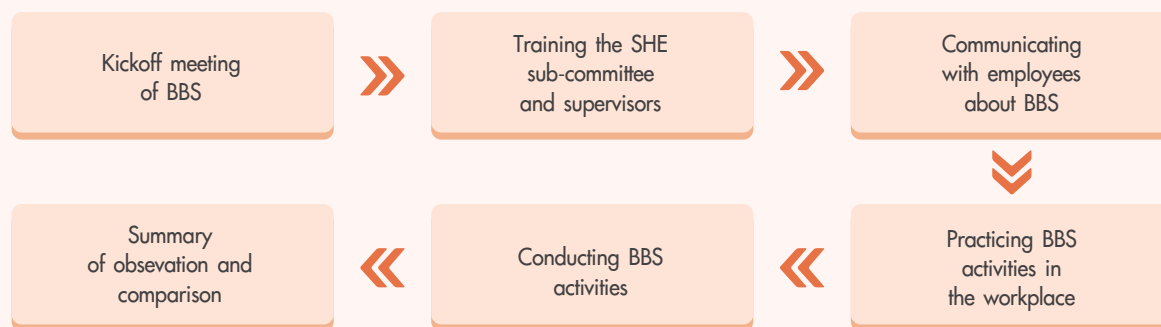 Kickoff meeting
of BBS
Training the SHE
sub-committee
and supervisors
Communicating
with employees
about BBS
Practicing BBS
activities in
the workplace
Conducting BBS
activities
Summary
of obsevation and
comparison